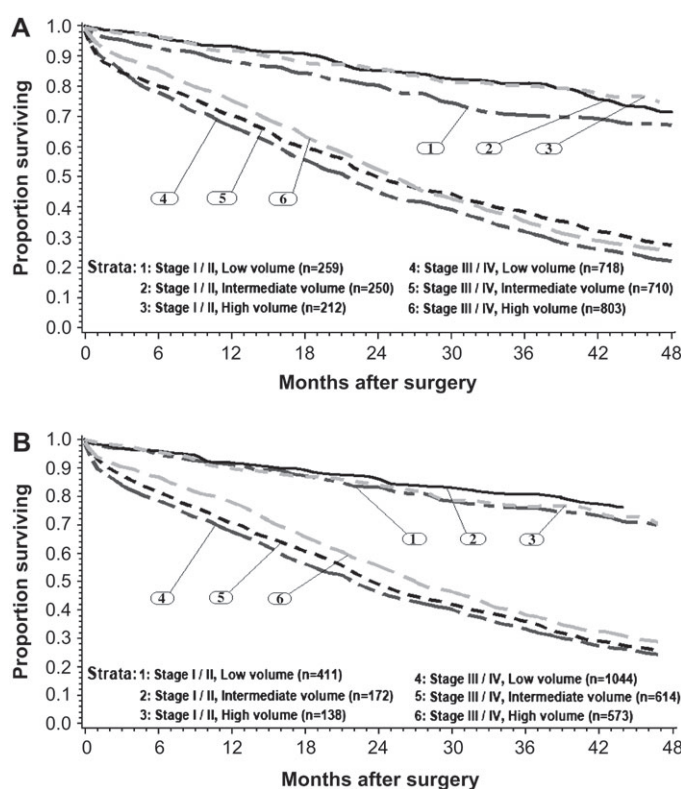 A
Proportion surviving
1.0
0.9
0.8
0.7
0.6
0.5
0.4
0.3
0.2
0.1
0.0
1
2
3
4
5
6
Strata: 1: Stage I / II, Low volume (n=259)
2: Stage I / II, Intermediate volume (n=250)
3: Stage I / II, High volume (n=212)
4: Stage III / IV, Low volume (n=718)
5: Stage III / IV, Intermediate volume (n=710)
6: Stage III / IV, High volume (n=803)
0 6 12 18 24 30 36 42 48
Months after surgery
B
Proportion surviving
1.0
0.9
0.8
0.7
0.6
0.5
0.4
0.3
0.2
0.1
0.0
1
2
3
4
5
6
Strata: 1: Stage I / II, Low volume (n=411)
2: Stage I / II, Intermediate volume (n=172)
3: Stage I / II, High volume (n=138)
4: Stage III / IV, Low volume (n=1044)
5: Stage III / IV, Intermediate volume (n=614)
6: Stage III / IV, High volume (n=573)
0 6 12 18 24 30 36 42 48
Months after surgery